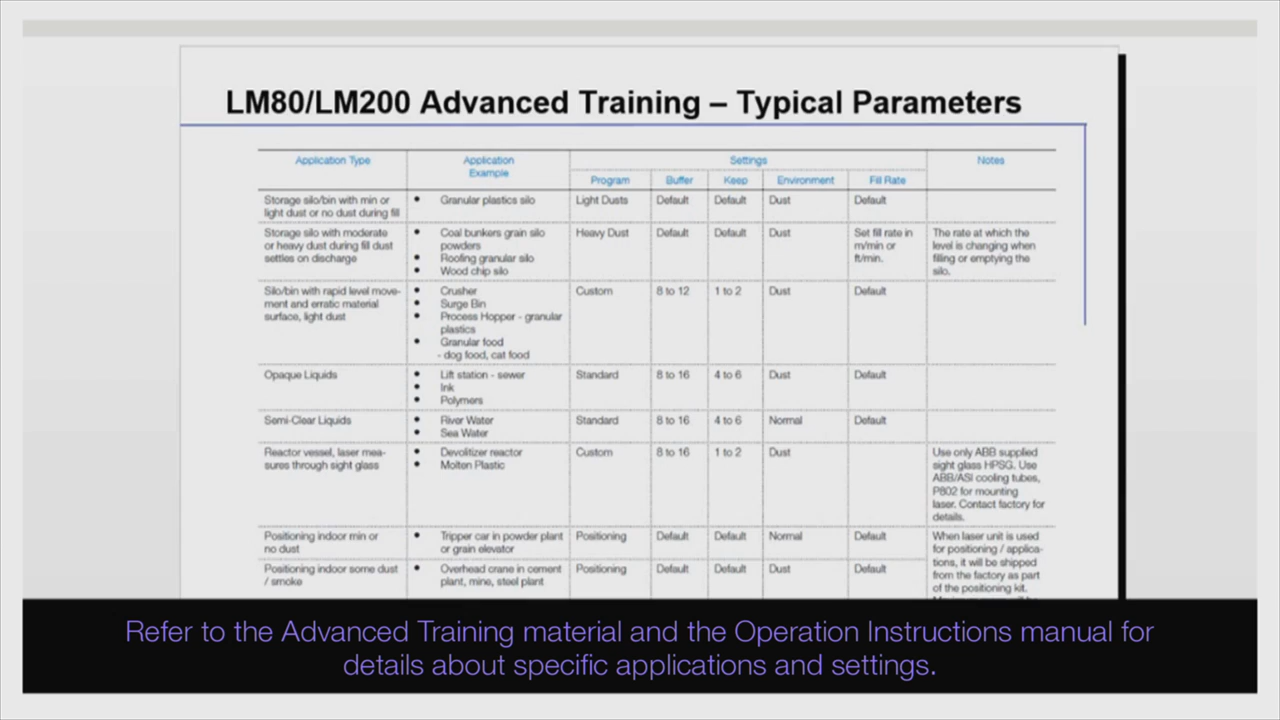 LM80/LM200 Advanced Training – Typical Parameters
Application Type
Application
Example
Settings
Notes
Program
Buffer
Keep
Environment
Fill Rate
Storage silo/bin with min or
light dust or no dust during fill
• Granular plastics silo
Light Dusts
Default
Default
Dust
Default
Storage silo with moderate
or heavy dust during fill dust
settles on discharge
• Coal bunkers grain silo
powders
• Roofing granular silo
• Wood chip silo
Heavy Dust
Default
Default
Dust
Set fill rate in
m/min or
ft/min.
The rate at which the
level is changing when
filling or emptying the
silo.
Silo/bin with rapid level move-
ment and erratic material
surface, light dust
• Crusher
• Surge Bin
• Process Hopper - granular
plastics
• Granular food
- dog food, cat food
Custom
8 to 12
1 to 2
Dust
Default
Opaque Liquids
• Lift station - sewer
• Ink
• Polymers
Standard
8 to 16
4 to 6
Dust
Default
Semi-Clear Liquids
• River Water
• Sea Water
Standard
8 to 16
4 to 6
Normal
Default
Reactor vessel, laser mea-
sures through sight glass
• Devolitizer reactor
• Molten Plastic
Custom
8 to 16
1 to 2
Dust
Use only ABB supplied
sight glass HPSG. Use
ABB/ASI cooling tubes,
P802 for mounting
laser. Contact factory for
details.
Positioning indoor min or
no dust
• Tripper car in powder plant
or grain elevator
Positioning
Default
Default
Normal
Default
When laser unit is used
for positioning / applica-
tions, it will be shipped
from the factory as part
of the positioning kit.
Positioning indoor some dust
/ smoke
• Overhead crane in cement
plant, mine, steel plant
Positioning
Default
Default
Dust
Default
Refer to the Advanced Training material and the Operation Instructions manual for
details about specific applications and settings.